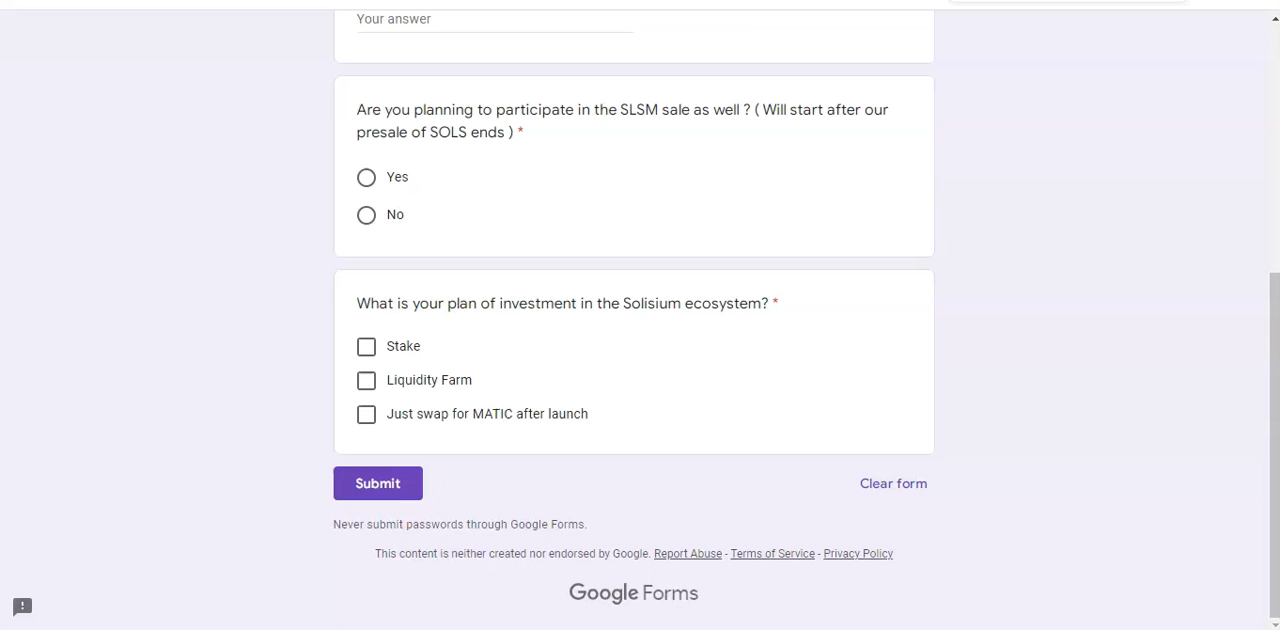 Your answer
Are you planning to participate in the SLSM sale as well ? ( Will start after our
presale of SOLS ends ) *
Yes
No
What is your plan of investment in the Solisium ecosystem? *
Stake
Liquidity Farm
Just swap for MATIC after launch
Submit Clear form
Never submit passwords through Google Forms.
This content is neither created nor endorsed by Google. Report Abuse - Terms of Service - Privacy Policy
Google Forms